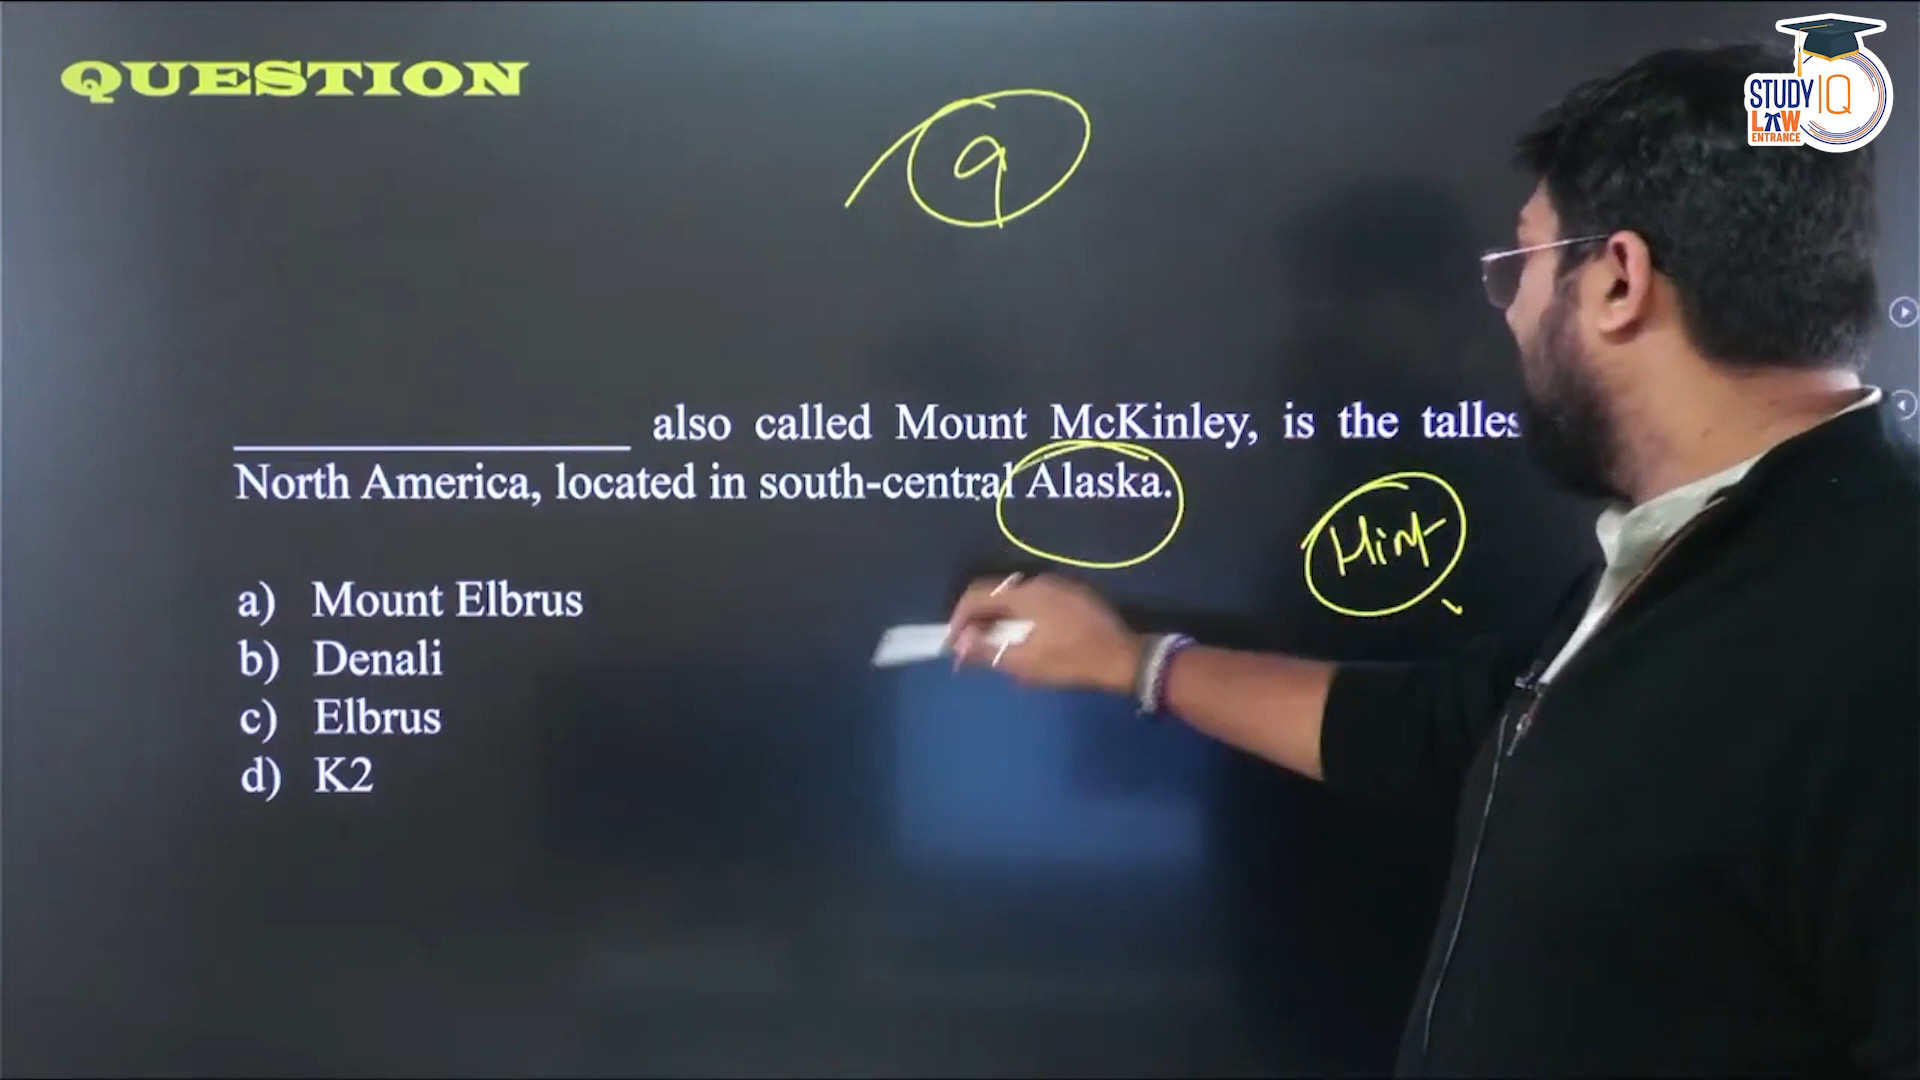 QUESTION
STUDY IQ
LAW
ENTRANCE
9
also called Mount McKinley, is the
North America, located in south-central Alaska.
Hint
a) Mount Elbrus
b) Denali
c) Elbrus
d) K2